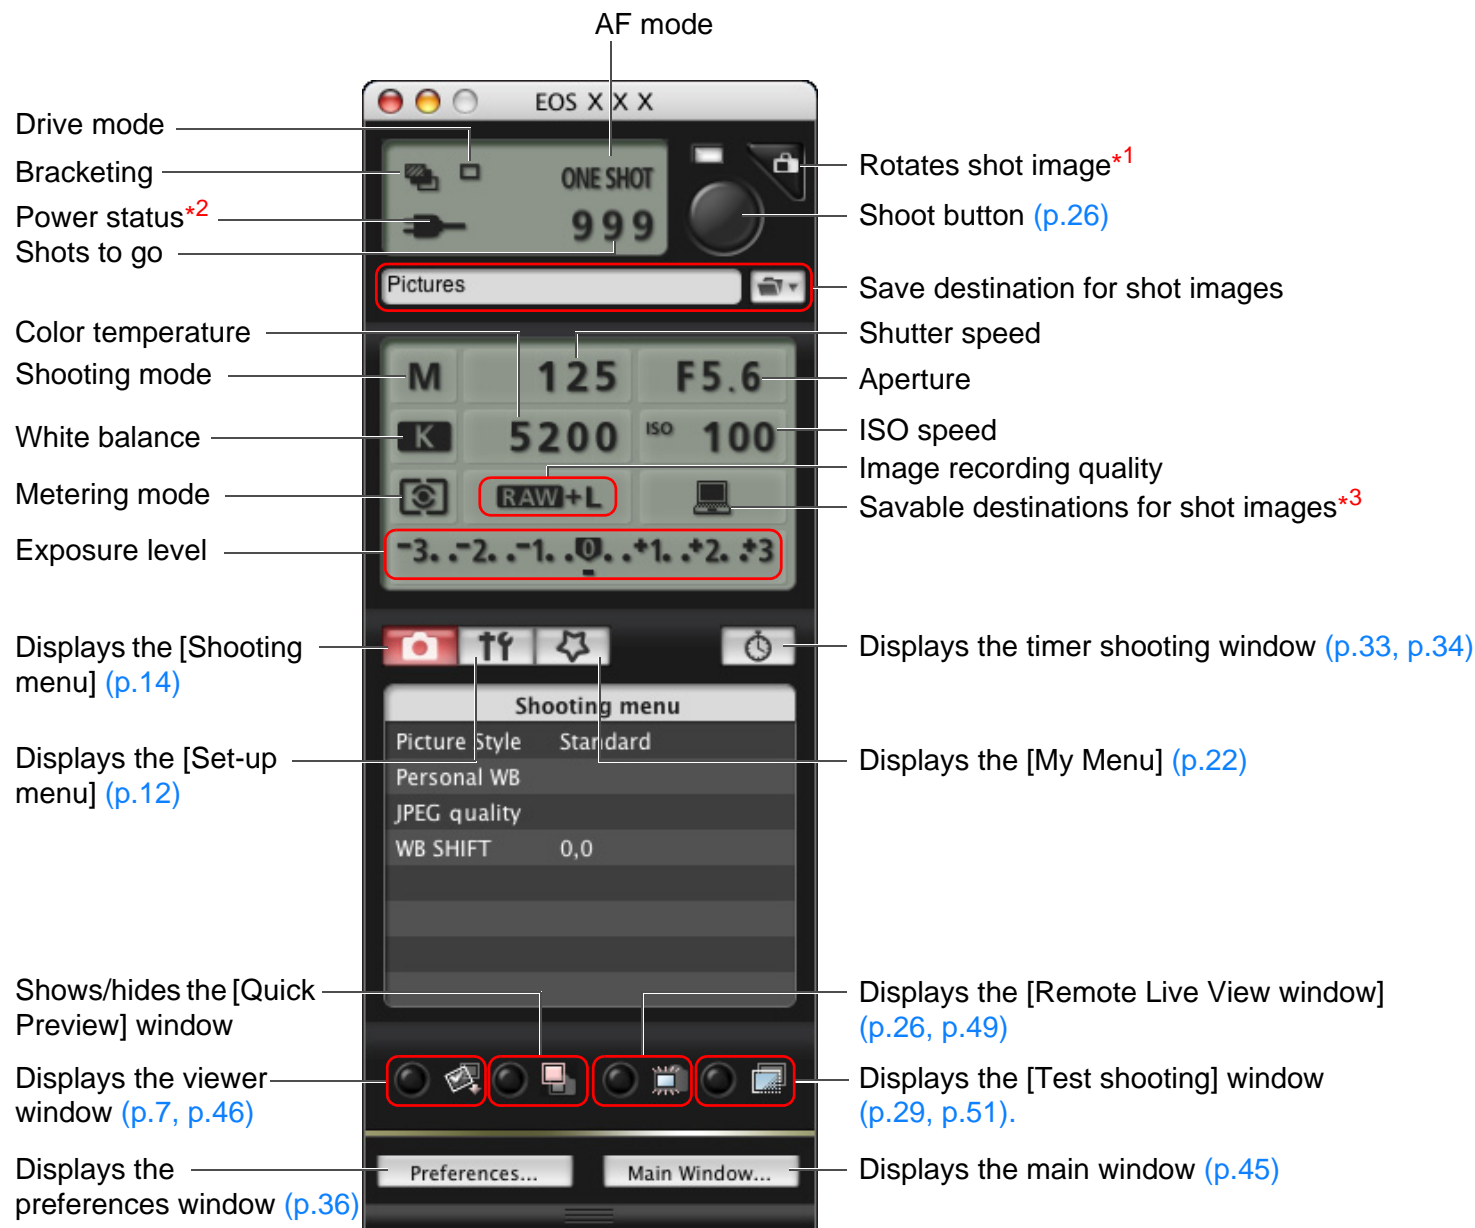 AF mode
EOS X X X
Drive mode
Bracketing
Power status*2
Shots to go
ONE SHOT
999
Rotates shot image*1
Shoot button (p.26)
Pictures
Save destination for shot images
Color temperature
Shooting mode
White balance
Metering mode
Exposure level
M 125 F5.6
K 5200 ISO 100
RAW+L
-3. .-2. .-1. .0. .+1. .+2. .+3
Shutter speed
Aperture
ISO speed
Image recording quality
Savable destinations for shot images*3
Displays the [Shooting
menu] (p.14)
Displays the timer shooting window (p.33, p.34)
Shooting menu
Picture Style Standard
Personal WB
JPEG quality
WB SHIFT 0,0
Displays the [Set-up
menu] (p.12)
Displays the [My Menu] (p.22)
Shows/hides the [Quick
Preview] window
Displays the [Remote Live View window]
(p.26, p.49)
Displays the viewer
window (p.7, p.46)
Displays the [Test shooting] window
(p.29, p.51).
Displays the
preferences window (p.36)
Preferences...
Main Window...
Displays the main window (p.45)